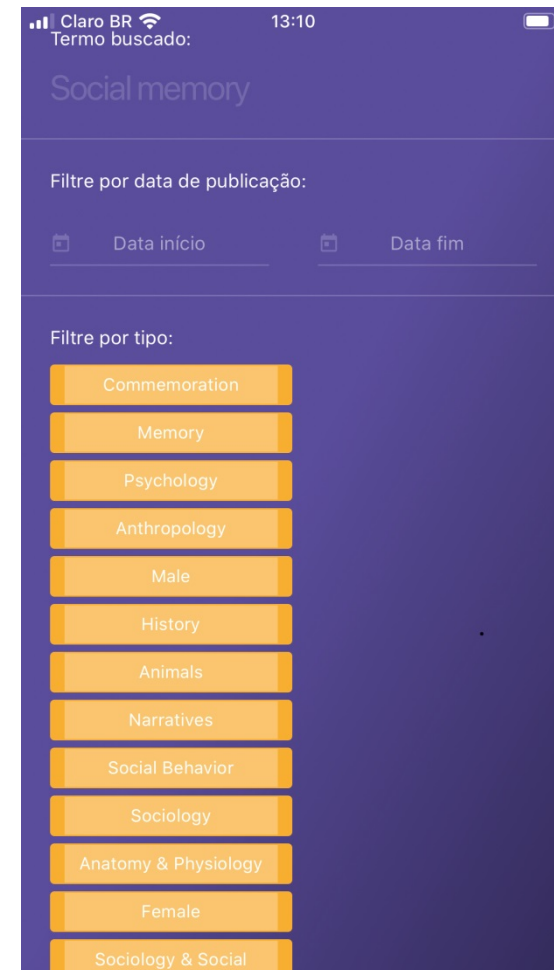 Claro BR 13:10
Termo buscado:
Social memory
Filtre por data de publicação:
Data início Data fim
Filtre por tipo:
Commemoration
Memory
Psychology
Anthropology
Male
History
Animals
Narratives
Social Behavior
Sociology
Anatomy & Physiology
Female
Sociology & Social